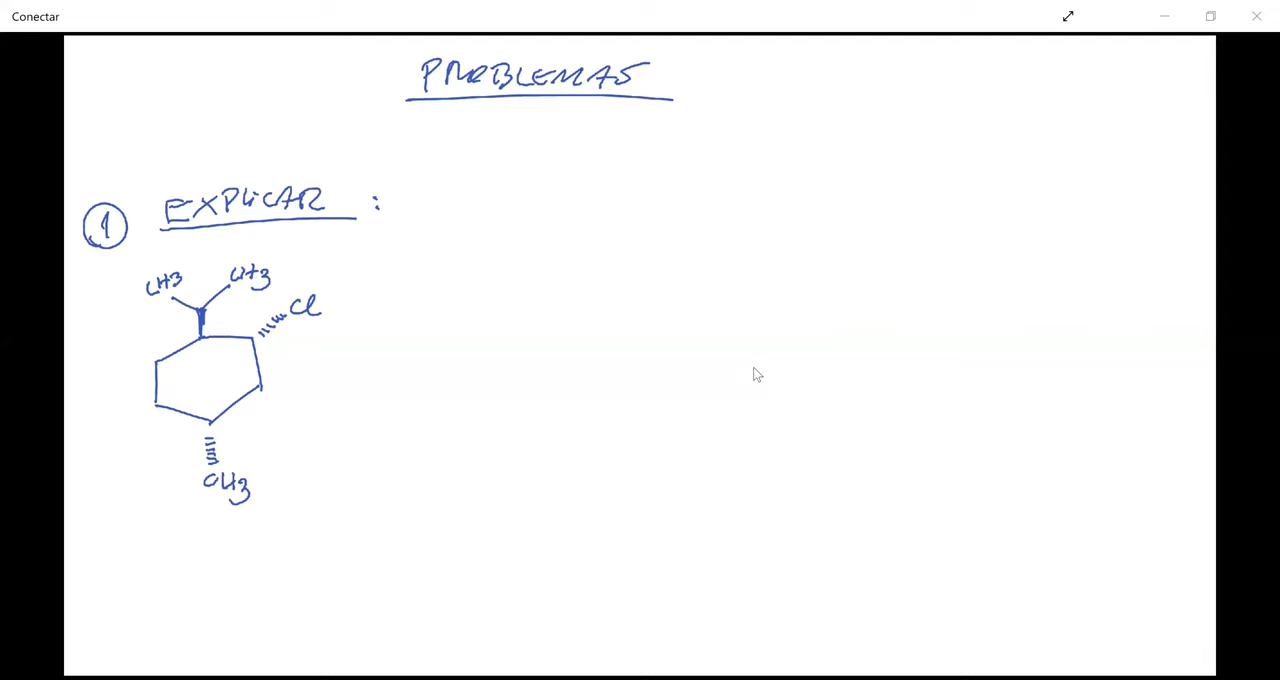 Conectar
PROBLEMAS
1 EXPLICAR :
CH3 CH3
Cl
CH3